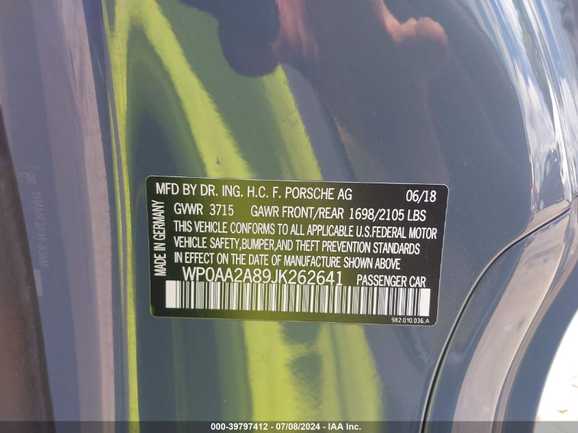 MFD BY DR. ING. H.C. F. PORSCHE AG 06/18
GVWR 3715 GAWR FRONT/REAR 1698/2105 LBS
THIS VEHICLE CONFORMS TO ALL APPLICABLE U.S.FEDERAL MOTOR
VEHICLE SAFETY,BUMPER,AND THEFT PREVENTION STANDARDS
IN EFFECT ON THE DATE OF MANUFACTURE SHOWN ABOVE
WP0AA2A89JK262641 PASSENGER CAR
MADE IN GERMANY
982.010.036.A
000-39797412 - 07/08/2024 - IAA Inc.